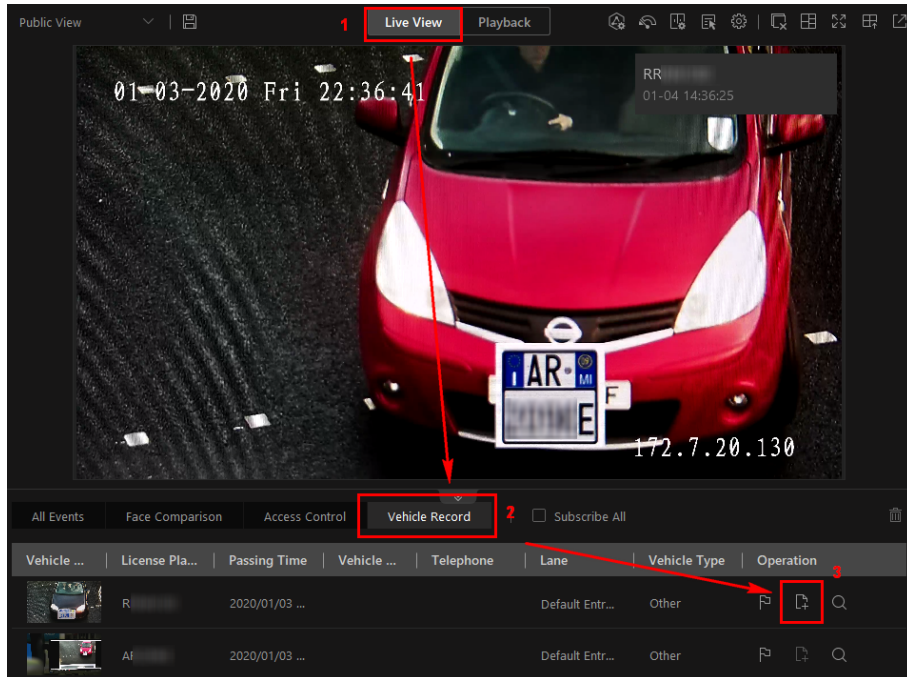 Public View
1
Live View
Playback
01-03-2020 Fri 22:36:41
RR
01-04 14:36:25
AR
I
MI
F
E
172.7.20.130
All Events
Face Comparison
Access Control
Vehicle Record
2
Subscribe All
Vehicle ...
License Pla...
Passing Time
Vehicle ...
Telephone
Lane
Vehicle Type
Operation
3
R
2020/01/03 ...
Default Entr...
Other
AR
2020/01/03 ...
Default Entr...
Other